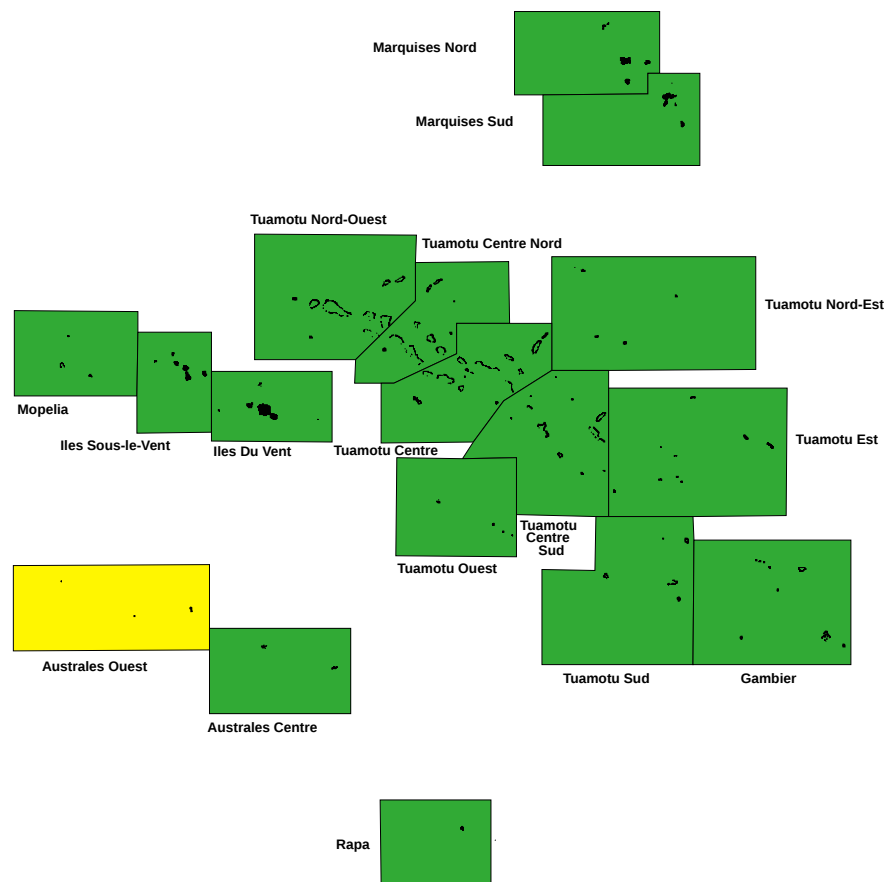 Marquises Nord
Marquises Sud
Tuamotu Nord-Ouest
Tuamotu Centre Nord
Tuamotu Nord-Est
Mopelia
Iles Sous-le-Vent
Iles Du Vent
Tuamotu Centre
Tuamotu Est
Tuamotu
Centre
Sud
Tuamotu Ouest
Australes Ouest
Tuamotu Sud
Gambier
Australes Centre
Rapa